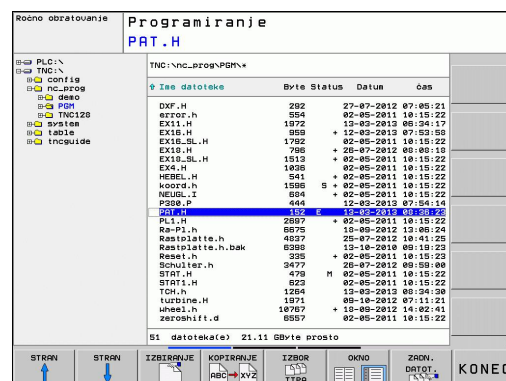 Ročno obratovanje
Programiranje
PAT.H
PLC:\
TNC:\
config
nc_prog
demo
PGM
TNC128
system
table
tncguide
TNC:\nc_prog\PGM\*
Ime datoteke Byte Status Datum čas
DXF.H 292 27-07-2012 07:05:21
error.h 554 02-05-2011 10:15:22
EX11.H 1972 13-03-2013 06:34:17
EX16.H 959 + 12-03-2013 07:53:58
EX16_SL.H 1792 02-05-2011 10:15:22
EX18.H 796 + 26-07-2012 08:08:18
EX18_SL.H 1513 + 02-05-2011 10:15:22
EX4.H 1036 02-05-2011 10:15:22
HEBEL.H 541 + 02-05-2011 10:15:22
koord.h 1596 S + 02-05-2011 10:15:22
NEUGL.I 684 + 02-05-2011 10:15:22
P380.P 444 12-03-2013 07:54:14
PAT.H 152 E 13-03-2013 08:36:23
PL1.H 2697 + 02-05-2011 10:15:22
Ra-Pl.h 6675 18-09-2012 13:06:24
Rastplatte.h 4837 25-07-2012 10:41:25
Rastplatte.h.bak 6398 13-10-2010 09:19:23
Reset.h 335 + 02-05-2011 10:15:23
Schulter.h 3477 26-07-2012 09:59:00
STAT.H 479 M 02-05-2011 10:15:22
STAT1.H 623 02-05-2011 10:15:22
TCH.h 1264 13-03-2013 08:34:30
turbine.H 1971 09-10-2012 07:11:21
wheel.h 10767 + 18-09-2012 14:02:41
zeroshift.d 6557 02-05-2011 10:15:22
51 datoteka(e) 21.11 GByte prosto
STRAN STRAN IZBIRANJE KOPIRANJE IZBOR OKNO ZADN.
ABC XYZ TIPA DATOT. KONEC